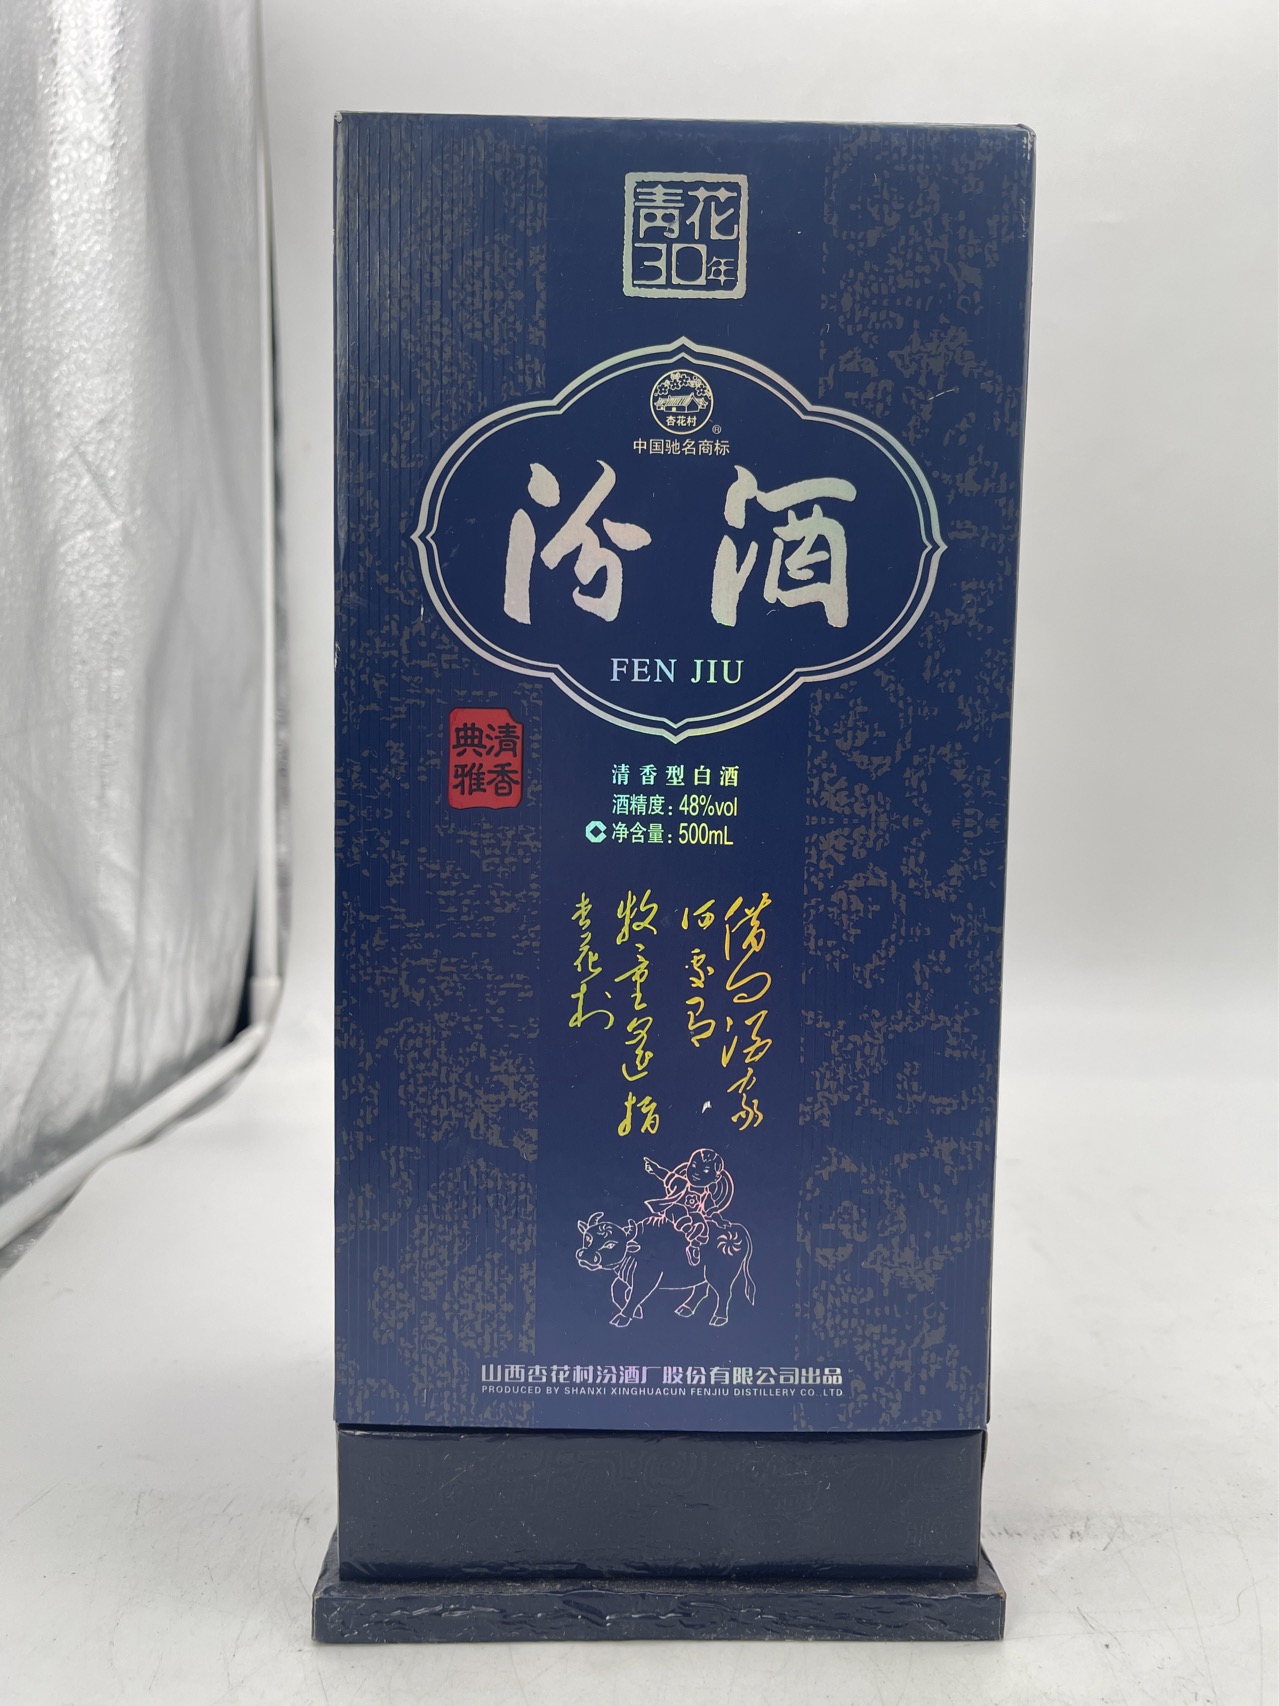 青花
30年
杏花村
®
中国驰名商标
汾酒
FEN JIU
清香
典雅
清香型白酒
酒精度：48%vol
净含量：500mL
借问酒家
何处有
牧童遥指
杏花村
山西杏花村汾酒厂股份有限公司出品
PRODUCED BY SHANXI XINGHUACUN FENJIU DISTILLERY CO.,LTD